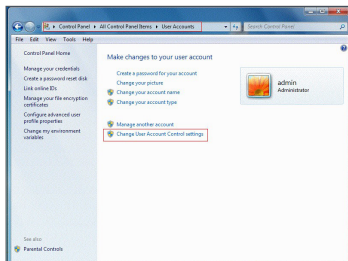 Control Panel ▸ All Control Panel Items ▸ User Accounts
Search Control Panel
File Edit View Tools Help
Control Panel Home
Manage your credentials
Create a password reset disk
Link online IDs
Manage your file encryption
certificates
Configure advanced user
profile properties
Change my environment
variables
See also
Parental Controls
Make changes to your user account
Create a password for your account
Change your picture
Change your account name
Change your account type
Manage another account
Change User Account Control settings
admin
Administrator